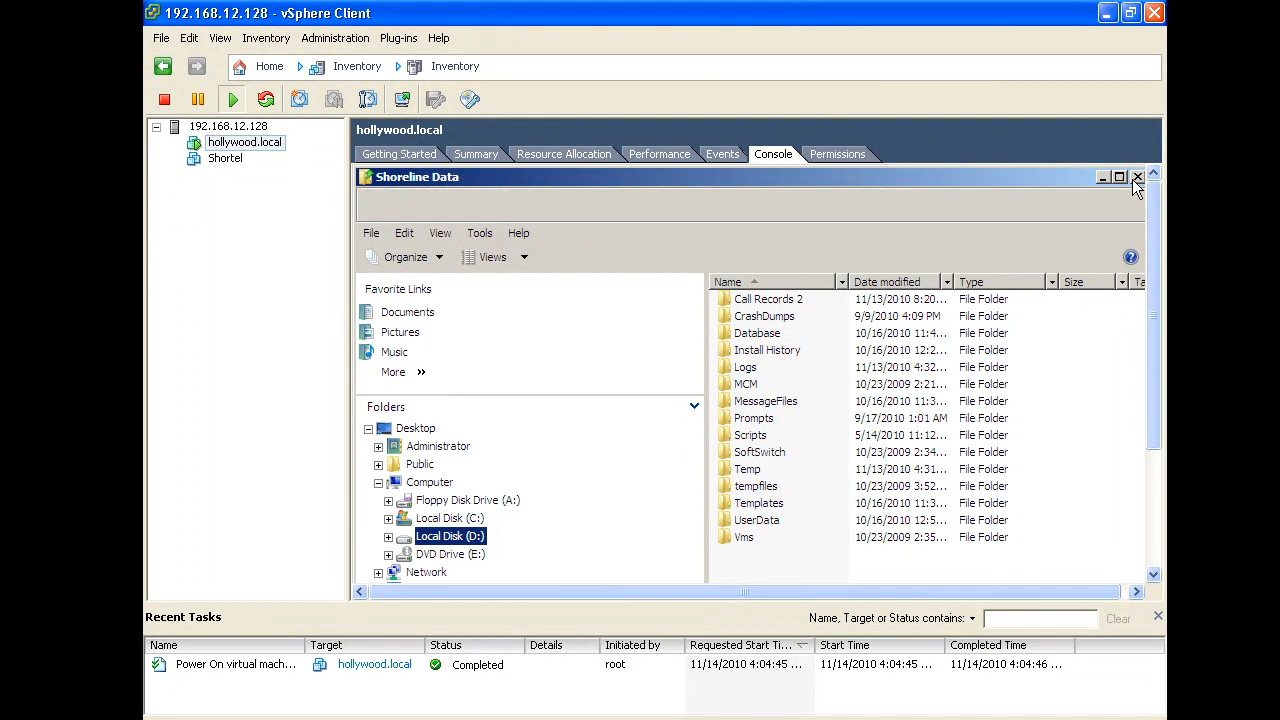 192.168.12.128 - vSphere Client
File Edit View Inventory Administration Plug-ins Help
Home Inventory Inventory
192.168.12.128
hollywood.local
Shortel
hollywood.local
Getting Started Summary Resource Allocation Performance Events Console Permissions
Shoreline Data
File Edit View Tools Help
Organize Views
Favorite Links
Documents
Pictures
Music
More »
Folders
Desktop
Administrator
Public
Computer
Floppy Disk Drive (A:)
Local Disk (C:)
Local Disk (D:)
DVD Drive (E:)
Network
Name Date modified Type Size Ta
Call Records 2 11/13/2010 8:20... File Folder
CrashDumps 9/9/2010 4:09 PM File Folder
Database 10/16/2010 11:4... File Folder
Install History 10/16/2010 12:2... File Folder
Logs 11/13/2010 4:32... File Folder
MCM 10/23/2009 2:21... File Folder
MessageFiles 10/16/2010 11:3... File Folder
Prompts 9/17/2010 1:01 AM File Folder
Scripts 5/14/2010 11:12... File Folder
SoftSwitch 10/23/2009 2:34... File Folder
Temp 11/13/2010 4:31... File Folder
tempfiles 10/23/2009 3:52... File Folder
Templates 10/16/2010 11:3... File Folder
UserData 10/16/2010 12:5... File Folder
Vms 10/23/2009 2:35... File Folder
Recent Tasks Name, Target or Status contains: Clear
Name Target Status Details Initiated by Requested Start Ti... Start Time Completed Time
Power On virtual mach... hollywood.local Completed root 11/14/2010 4:04:45 ... 11/14/2010 4:04:45 ... 11/14/2010 4:04:46 ...